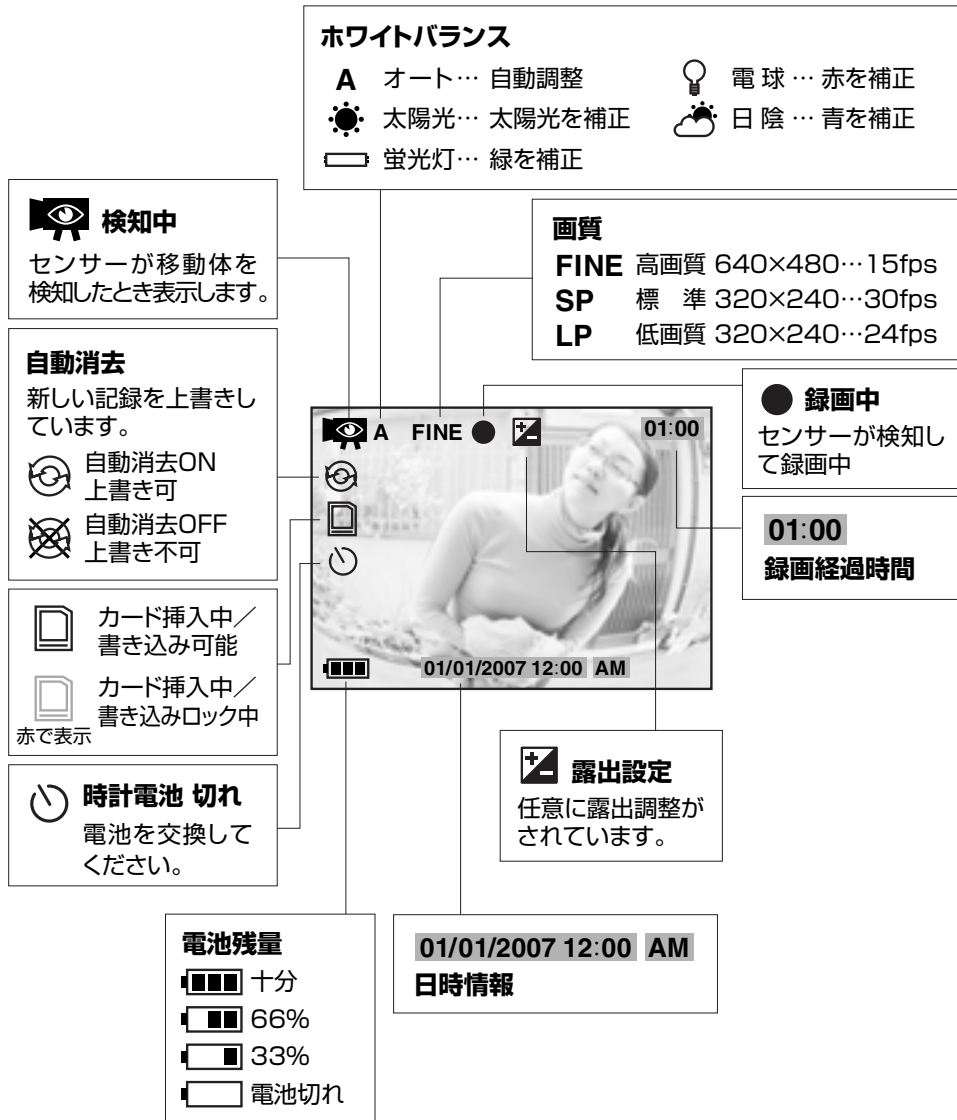 ホワイトバランス
A オート… 自動調整
電 球 … 赤を補正
太陽光… 太陽光を補正
日 陰 … 青を補正
蛍光灯… 緑を補正
検知中
センサーが移動体を
検知したとき表示します。
画質
FINE 高画質 640×480…15fps
SP 標 準 320×240…30fps
LP 低画質 320×240…24fps
自動消去
新しい記録を上書きし
ています。
自動消去ON
上書き可
自動消去OFF
上書き不可
録画中
センサーが検知し
て録画中
A FINE 01:00
01:00
録画経過時間
カード挿入中／
書き込み可能
カード挿入中／
書き込みロック中
赤で表示
01/01/2007 12:00 AM
時計電池 切れ
電池を交換して
ください。
露出設定
任意に露出調整が
されています。
電池残量
十分
66%
33%
電池切れ
01/01/2007 12:00 AM
日時情報